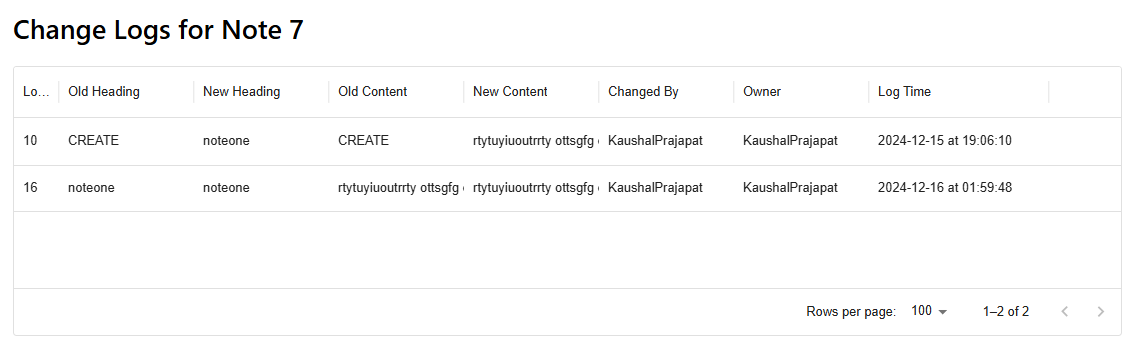 Change Logs for Note 7
Lo... Old Heading New Heading Old Content New Content Changed By Owner Log Time
10 CREATE noteone CREATE rtytuyiuoutrrty ottsgfg KaushalPrajapat KaushalPrajapat 2024-12-15 at 19:06:10
16 noteone noteone rtytuyiuoutrrty ottsgfg rtytuyiuoutrrty ottsgfg KaushalPrajapat KaushalPrajapat 2024-12-16 at 01:59:48
Rows per page: 100 1–2 of 2